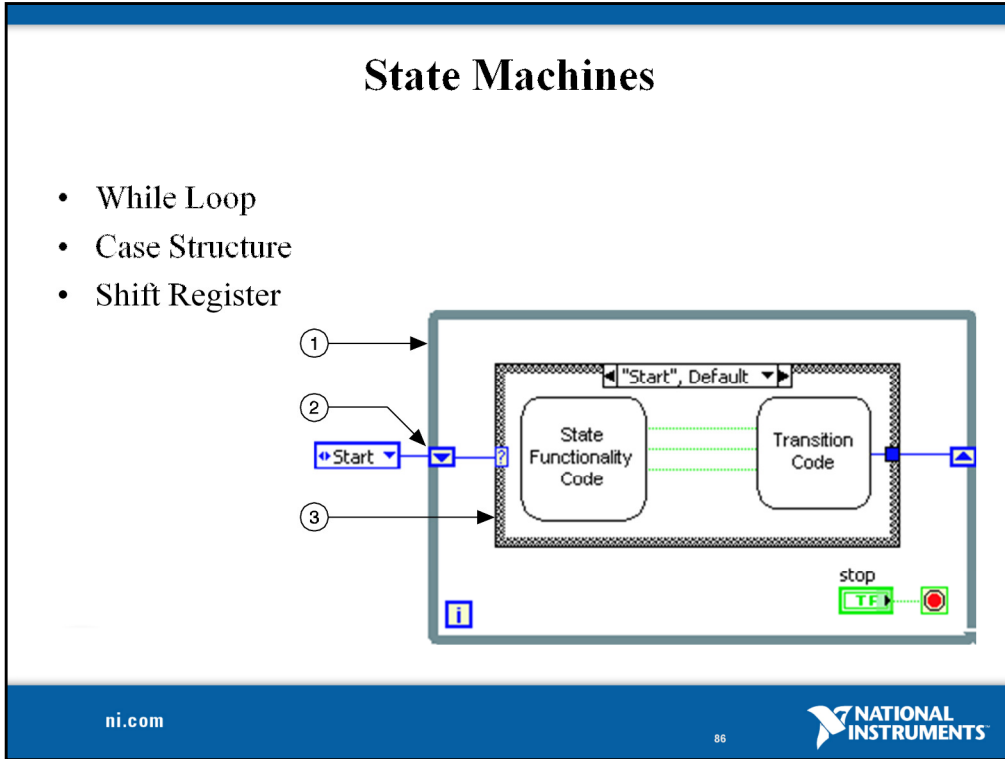 State Machines
• While Loop
• Case Structure
• Shift Register
1
2
3
"Start", Default
Start
?
State
Functionality
Code
Transition
Code
stop
TF
i
ni.com
86
NATIONAL
INSTRUMENTS™